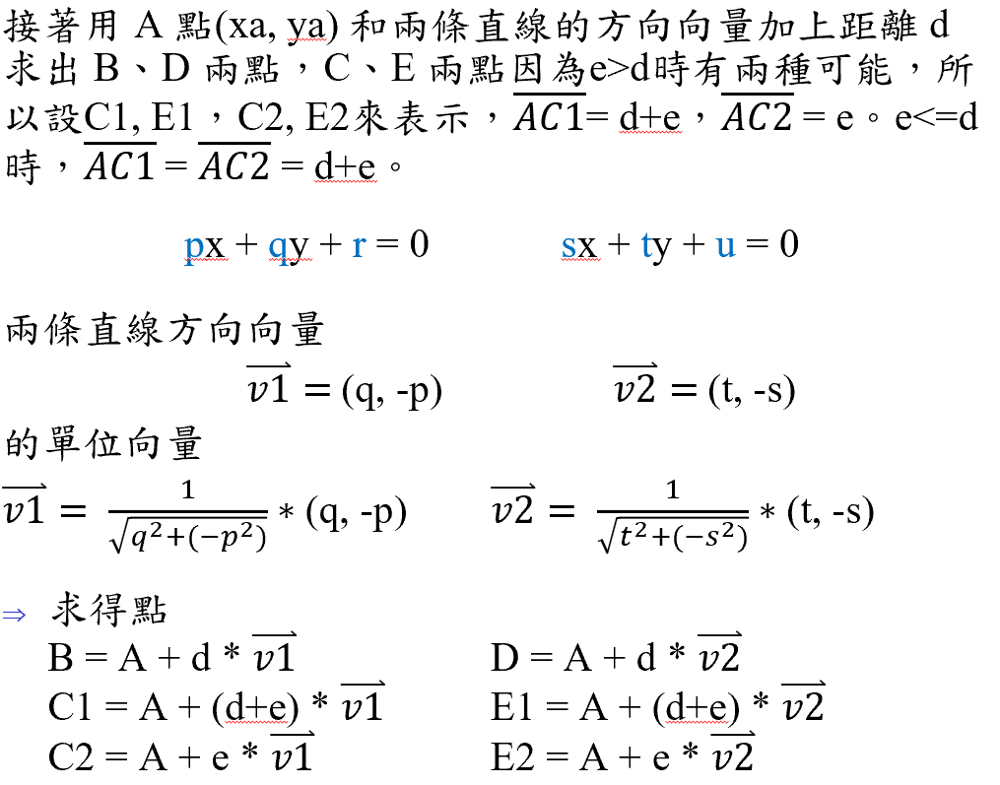 接著用 A 點(xa, ya) 和兩條直線的方向向量加上距離 d
求出 B、D 兩點，C、E 兩點因為e>d時有兩種可能，所
以設C1, E1，C2, E2來表示，\overline{AC1}= d+e，\overline{AC2} = e。e<=d
時，\overline{AC1} = \overline{AC2} = d+e。
px + qy + r = 0 sx + ty + u = 0
兩條直線方向向量
\overrightarrow{v1} = (q, -p) \overrightarrow{v2} = (t, -s)
的單位向量
\overrightarrow{v1} = \frac{1}{\sqrt{q^2+(-p^2)}} * (q, -p) \overrightarrow{v2} = \frac{1}{\sqrt{t^2+(-s^2)}} * (t, -s)
⇒ 求得點
B = A + d * \overrightarrow{v1} D = A + d * \overrightarrow{v2}
C1 = A + (d+e) * \overrightarrow{v1} E1 = A + (d+e) * \overrightarrow{v2}
C2 = A + e * \overrightarrow{v1} E2 = A + e * \overrightarrow{v2}